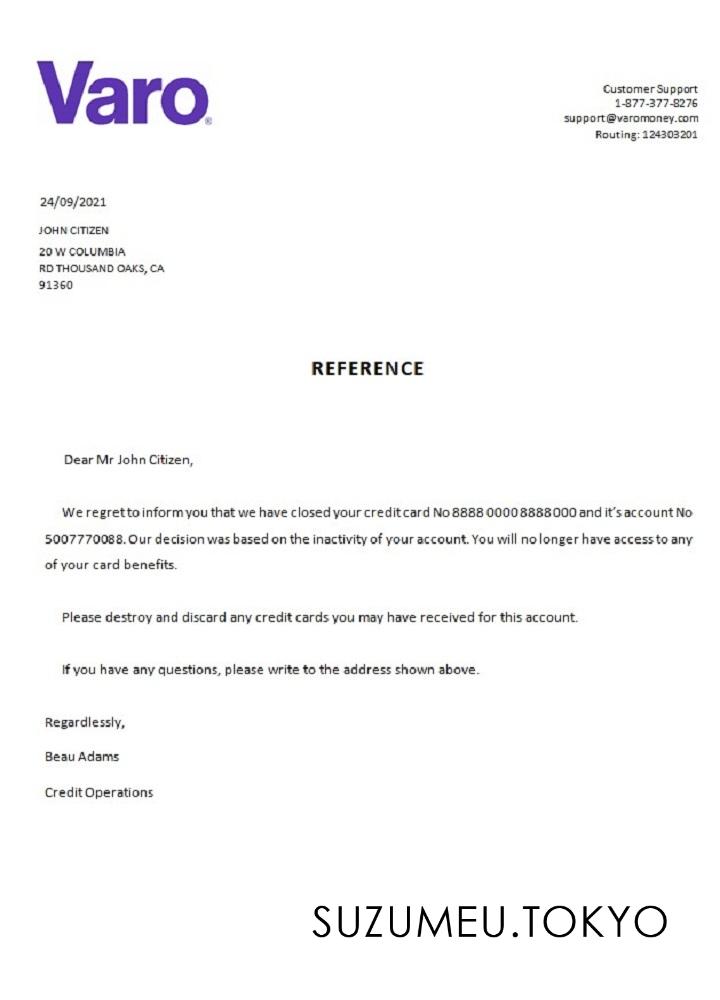 Varo®
Customer Support
1-877-377-8276
support@varomoney.com
Routing: 124303201
24/09/2021
JOHN CITIZEN
20 W COLUMBIA
RD THOUSAND OAKS, CA
91360
REFERENCE
Dear Mr John Citizen,
We regret to inform you that we have closed your credit card No 8888 0000 8888 000 and it's account No
5007770088. Our decision was based on the inactivity of your account. You will no longer have access to any
of your card benefits.
Please destroy and discard any credit cards you may have received for this account.
If you have any questions, please write to the address shown above.
Regardlessly,
Beau Adams
Credit Operations
SUZUMEU.TOKYO